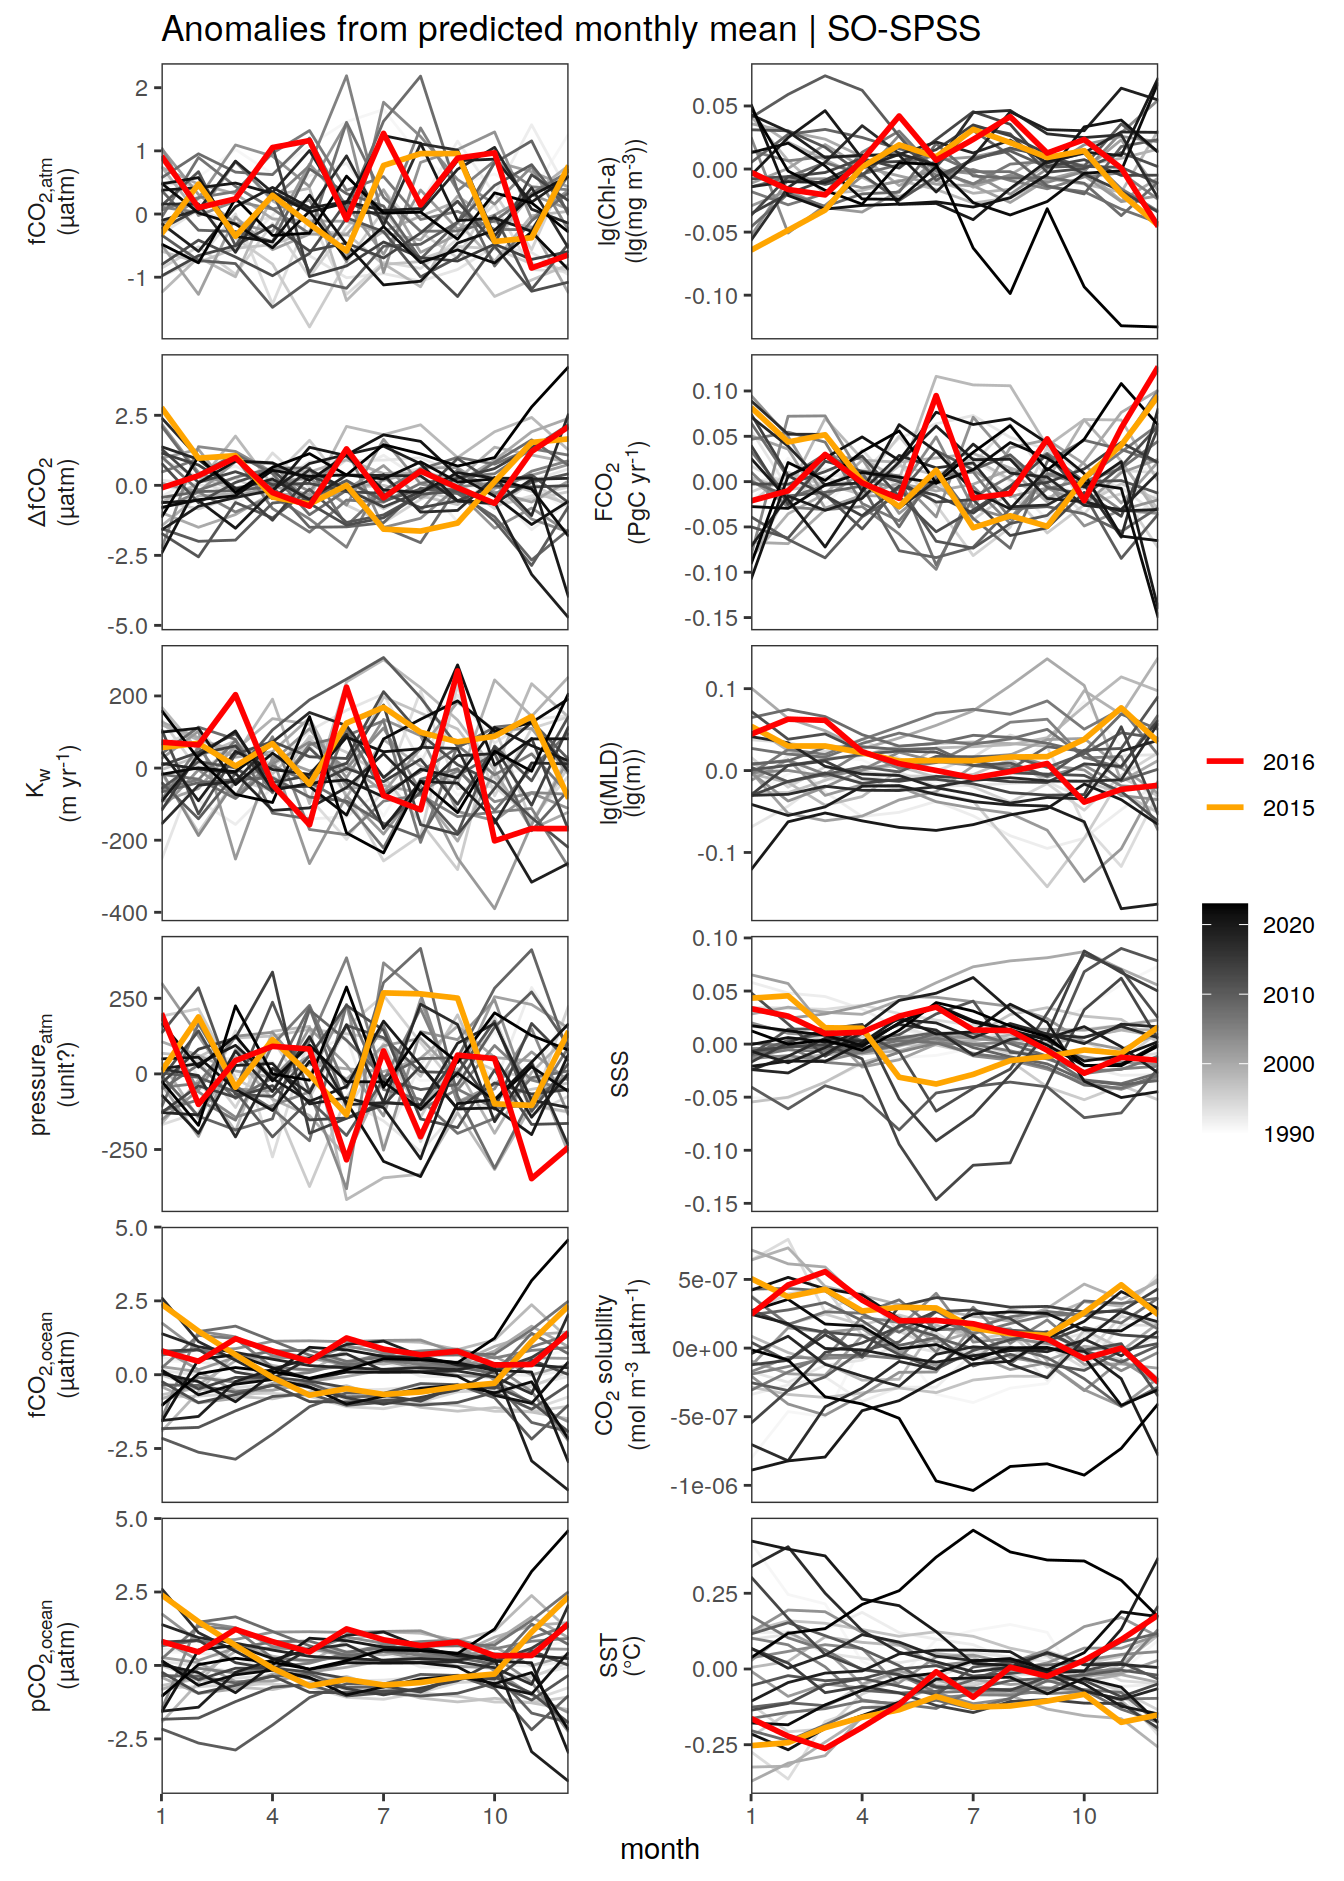 Anomalies from predicted monthly mean | SO-SPSS
fCO2,atm
(µatm)
2
1
0
-1
lg(Chl-a)
(lg(mg m-3))
0.05
0.00
-0.05
-0.10
ΔfCO2
(µatm)
2.5
0.0
-2.5
-5.0
FCO2
(PgC yr-1)
0.10
0.05
0.00
-0.05
-0.10
-0.15
Kw
(m yr-1)
200
0
-200
-400
lg(MLD)
(lg(m))
0.1
0.0
-0.1
pressureatm
(unit?)
250
0
-250
SSS
0.10
0.05
0.00
-0.05
-0.10
-0.15
fCO2,ocean
(µatm)
5.0
2.5
0.0
-2.5
CO2 solubility
(mol m-3 µatm-1)
5e-07
0e+00
-5e-07
-1e-06
pCO2,ocean
(µatm)
5.0
2.5
0.0
-2.5
SST
(°C)
0.25
0.00
-0.25
1 4 7 10
1 4 7 10
month
2016
2015
2020
2010
2000
1990